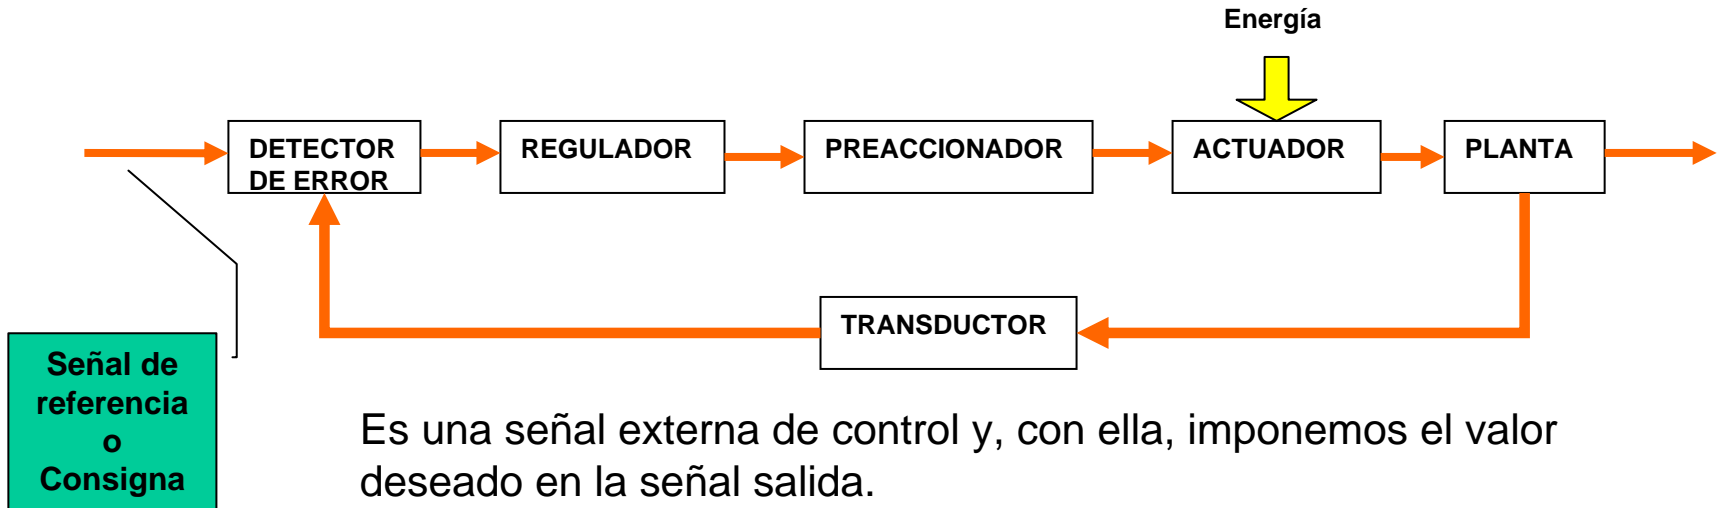 Energía
DETECTOR
DE ERROR
REGULADOR
PREACCIONADOR
ACTUADOR
PLANTA
TRANSDUCTOR
Señal de
referencia
o
Consigna
Es una señal externa de control y, con ella, imponemos el valor
deseado en la señal salida.